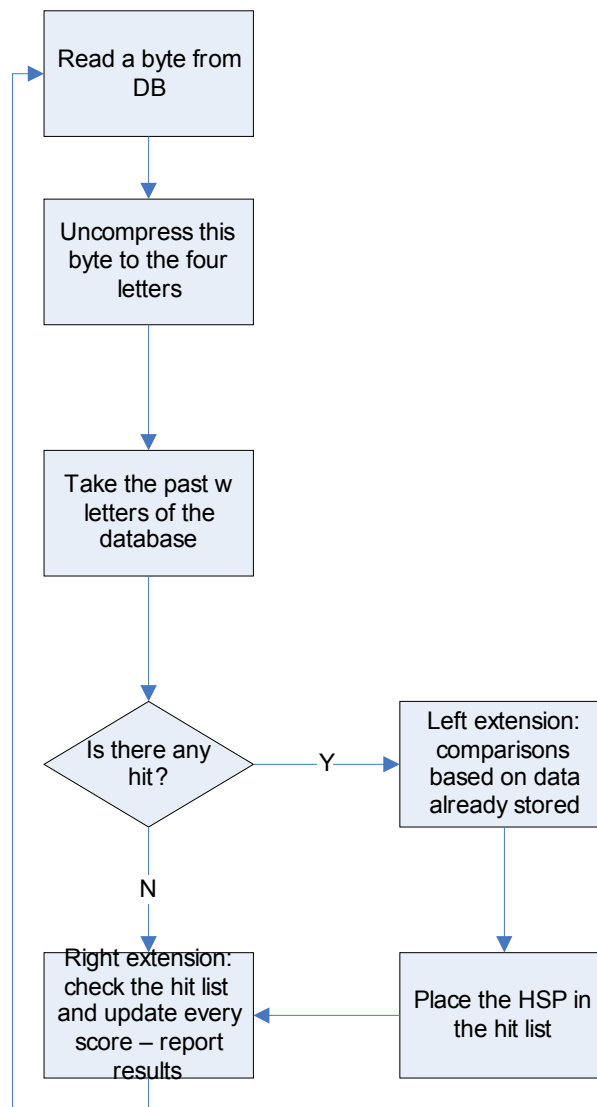 Read a byte from
DB
Uncompress this
byte to the four
letters
Take the past w
letters of the
database
Is there any
hit?
Y
Left extension:
comparisons
based on data
already stored
N
Right extension:
check the hit list
and update every
score – report
results
Place the HSP in
the hit list